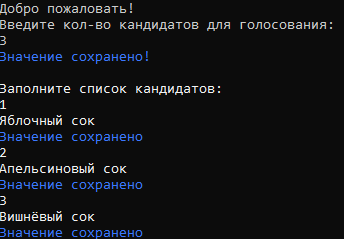 Добро пожаловать!
Введите кол-во кандидатов для голосования:
3
Значение сохранено!
Заполните список кандидатов:
1
Яблочный сок
Значение сохранено
2
Апельсиновый сок
Значение сохранено
3
Вишнёвый сок
Значение сохранено